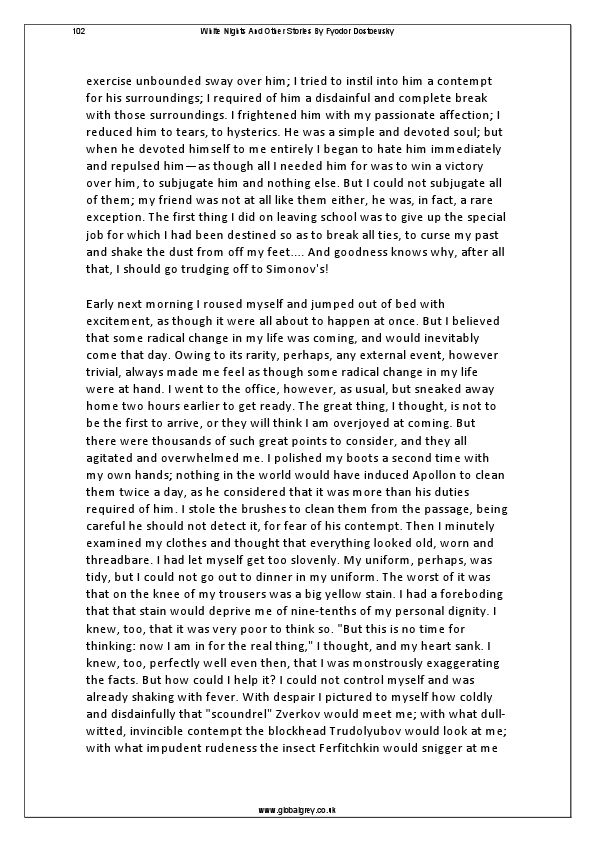 102
White Nights And Other Stories By Fyodor Dostoevsky
exercise unbounded sway over him; I tried to instil into him a contempt
for his surroundings; I required of him a disdainful and complete break
with those surroundings. I frightened him with my passionate affection; I
reduced him to tears, to hysterics. He was a simple and devoted soul; but
when he devoted himself to me entirely I began to hate him immediately
and repulsed him—as though all I needed him for was to win a victory
over him, to subjugate him and nothing else. But I could not subjugate all
of them; my friend was not at all like them either, he was, in fact, a rare
exception. The first thing I did on leaving school was to give up the special
job for which I had been destined so as to break all ties, to curse my past
and shake the dust from off my feet.... And goodness knows why, after all
that, I should go trudging off to Simonov's!
Early next morning I roused myself and jumped out of bed with
excitement, as though it were all about to happen at once. But I believed
that some radical change in my life was coming, and would inevitably
come that day. Owing to its rarity, perhaps, any external event, however
trivial, always made me feel as though some radical change in my life
were at hand. I went to the office, however, as usual, but sneaked away
home two hours earlier to get ready. The great thing, I thought, is not to
be the first to arrive, or they will think I am overjoyed at coming. But
there were thousands of such great points to consider, and they all
agitated and overwhelmed me. I polished my boots a second time with
my own hands; nothing in the world would have induced Apollon to clean
them twice a day, as he considered that it was more than his duties
required of him. I stole the brushes to clean them from the passage, being
careful he should not detect it, for fear of his contempt. Then I minutely
examined my clothes and thought that everything looked old, worn and
threadbare. I had let myself get too slovenly. My uniform, perhaps, was
tidy, but I could not go out to dinner in my uniform. The worst of it was
that on the knee of my trousers was a big yellow stain. I had a foreboding
that that stain would deprive me of nine-tenths of my personal dignity. I
knew, too, that it was very poor to think so. "But this is no time for
thinking: now I am in for the real thing," I thought, and my heart sank. I
knew, too, perfectly well even then, that I was monstrously exaggerating
the facts. But how could I help it? I could not control myself and was
already shaking with fever. With despair I pictured to myself how coldly
and disdainfully that "scoundrel" Zverkov would meet me; with what dull-
witted, invincible contempt the blockhead Trudolyubov would look at me;
with what impudent rudeness the insect Ferfitchkin would snigger at me
www.globalgrey.co.uk